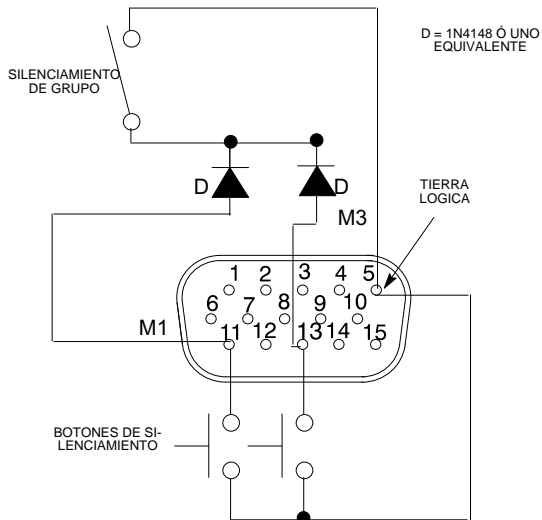 D = 1N4148 Ó UNO
EQUIVALENTE
SILENCIAMIENTO
DE GRUPO
D
D
TIERRA
LOGICA
M3
1 2 3 4 5
6 7 8 9 10
M1
11 12 13 14 15
BOTONES DE SI-
LENCIAMIENTO